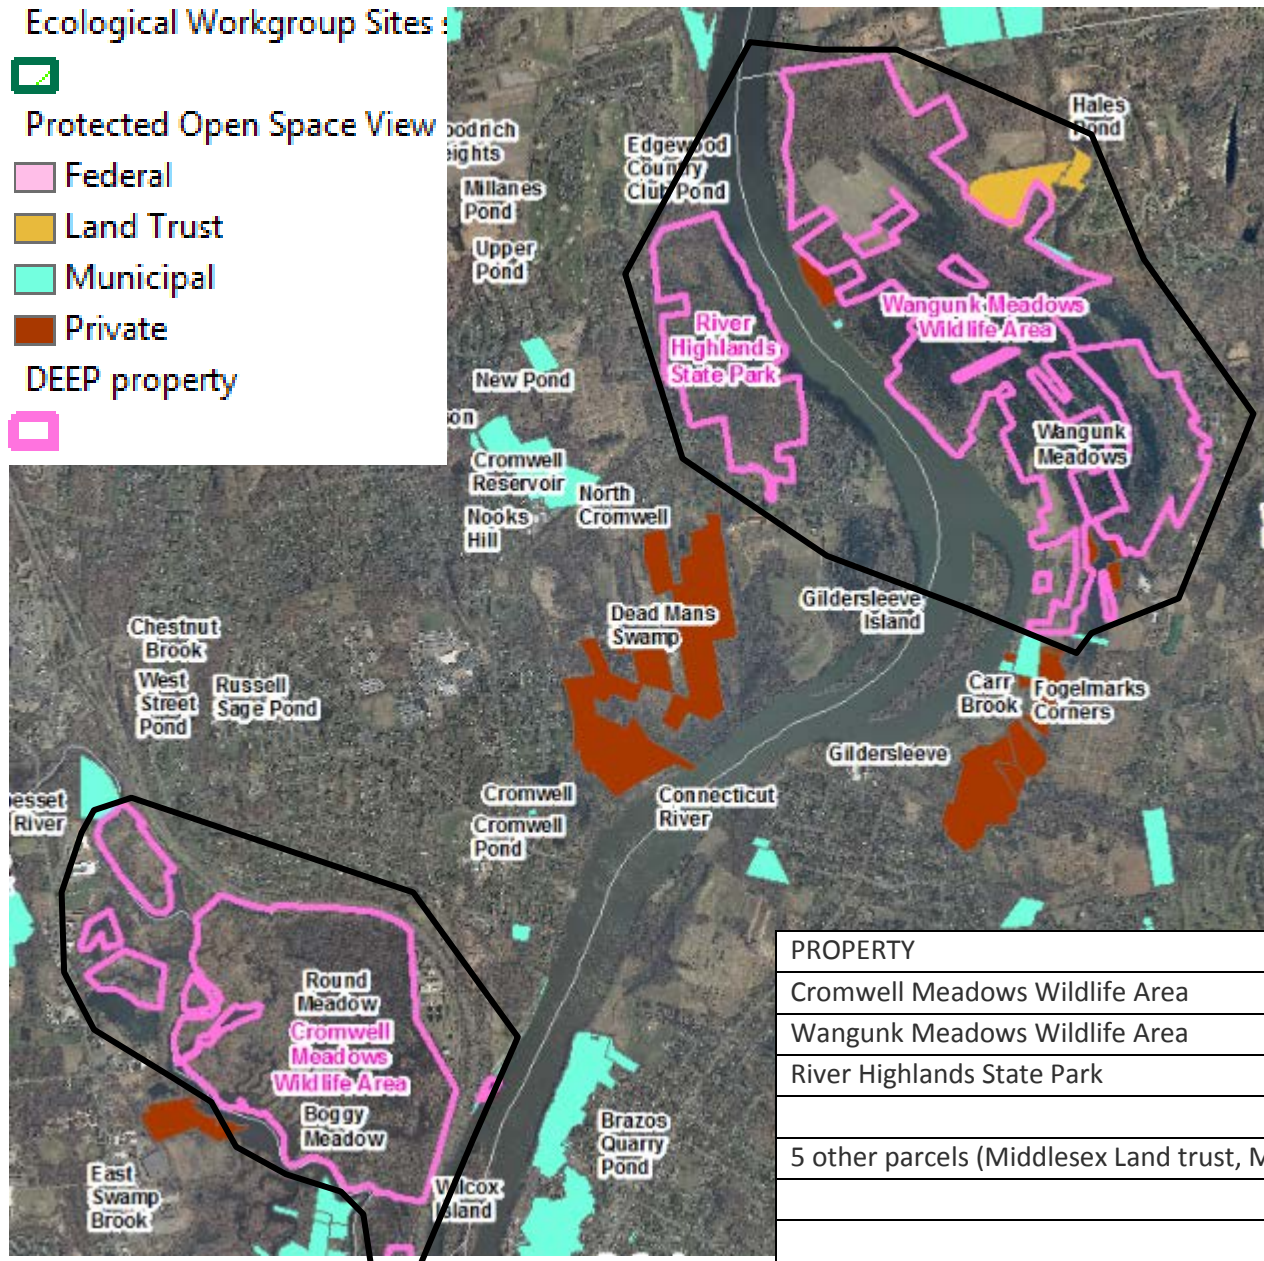 Ecological Workgroup Sites
Protected Open Space View
Federal
Land Trust
Municipal
Private
DEEP property
Hales
Pond
Edgewood
Country
Club Pond
Millanes
Pond
Upper
Pond
River
Highlands
State Park
Wangunk Meadows
Wildlife Area
New Pond
Wangunk
Meadows
Cromwell
Reservoir
North
Cromwell
Nooks
Hill
Dead Mans
Swamp
Gildersleeve
Island
Chestnut
Brook
West
Street
Pond
Russell
Sage Pond
Carr
Brook
Fogelmarks
Corners
Gildersleeve
Cromwell
Cromwell
Pond
Connecticut
River
River
Round
Meadow
Cromwell
Meadows
Wildlife Area
Boggy
Meadow
Brazos
Quarry
Pond
East
Swamp
Brook
Wilcox
Island
PROPERTY
Cromwell Meadows Wildlife Area
Wangunk Meadows Wildlife Area
River Highlands State Park
5 other parcels (Middlesex Land trust, M